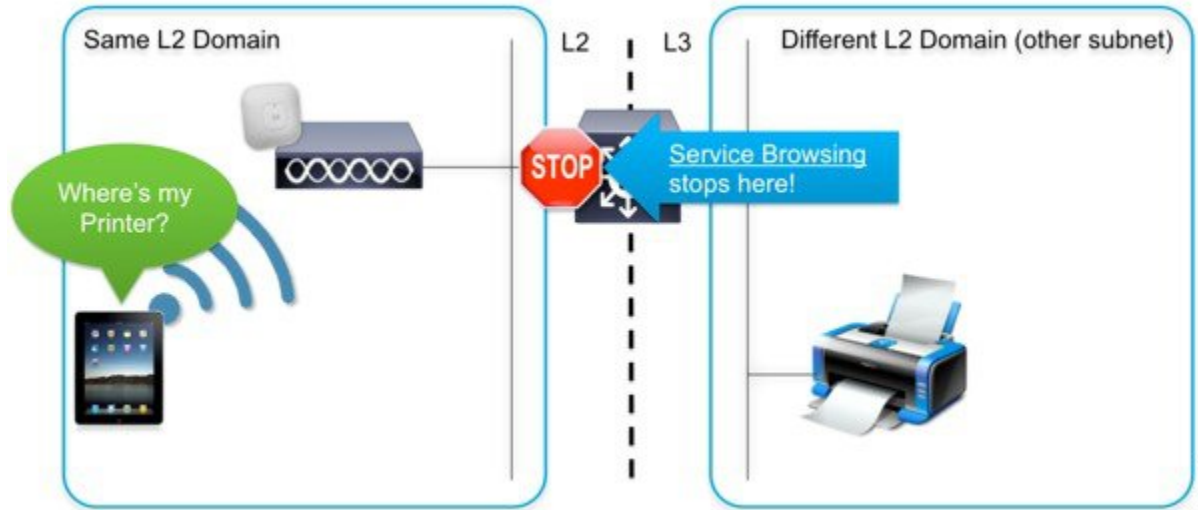 Same L2 Domain
L2
L3
Different L2 Domain (other subnet)
STOP
Service Browsing
stops here!
Where's my
Printer?